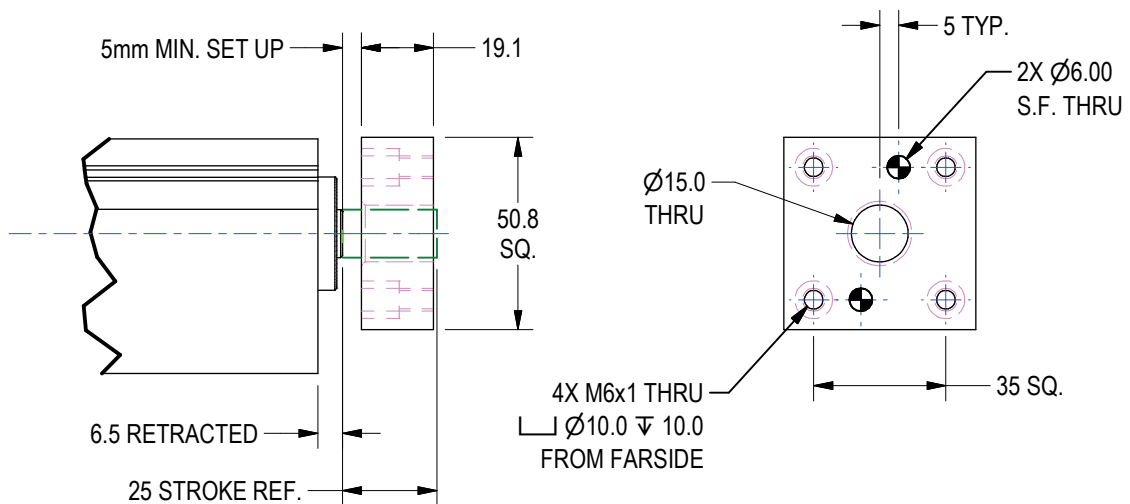 5mm MIN. SET UP
19.1
5 TYP.
2X Ø6.00
S.F. THRU
Ø15.0
THRU
50.8
SQ.
4X M6x1 THRU
⌴ Ø10.0 ↧ 10.0
FROM FARSIDE
35 SQ.
6.5 RETRACTED
25 STROKE REF.